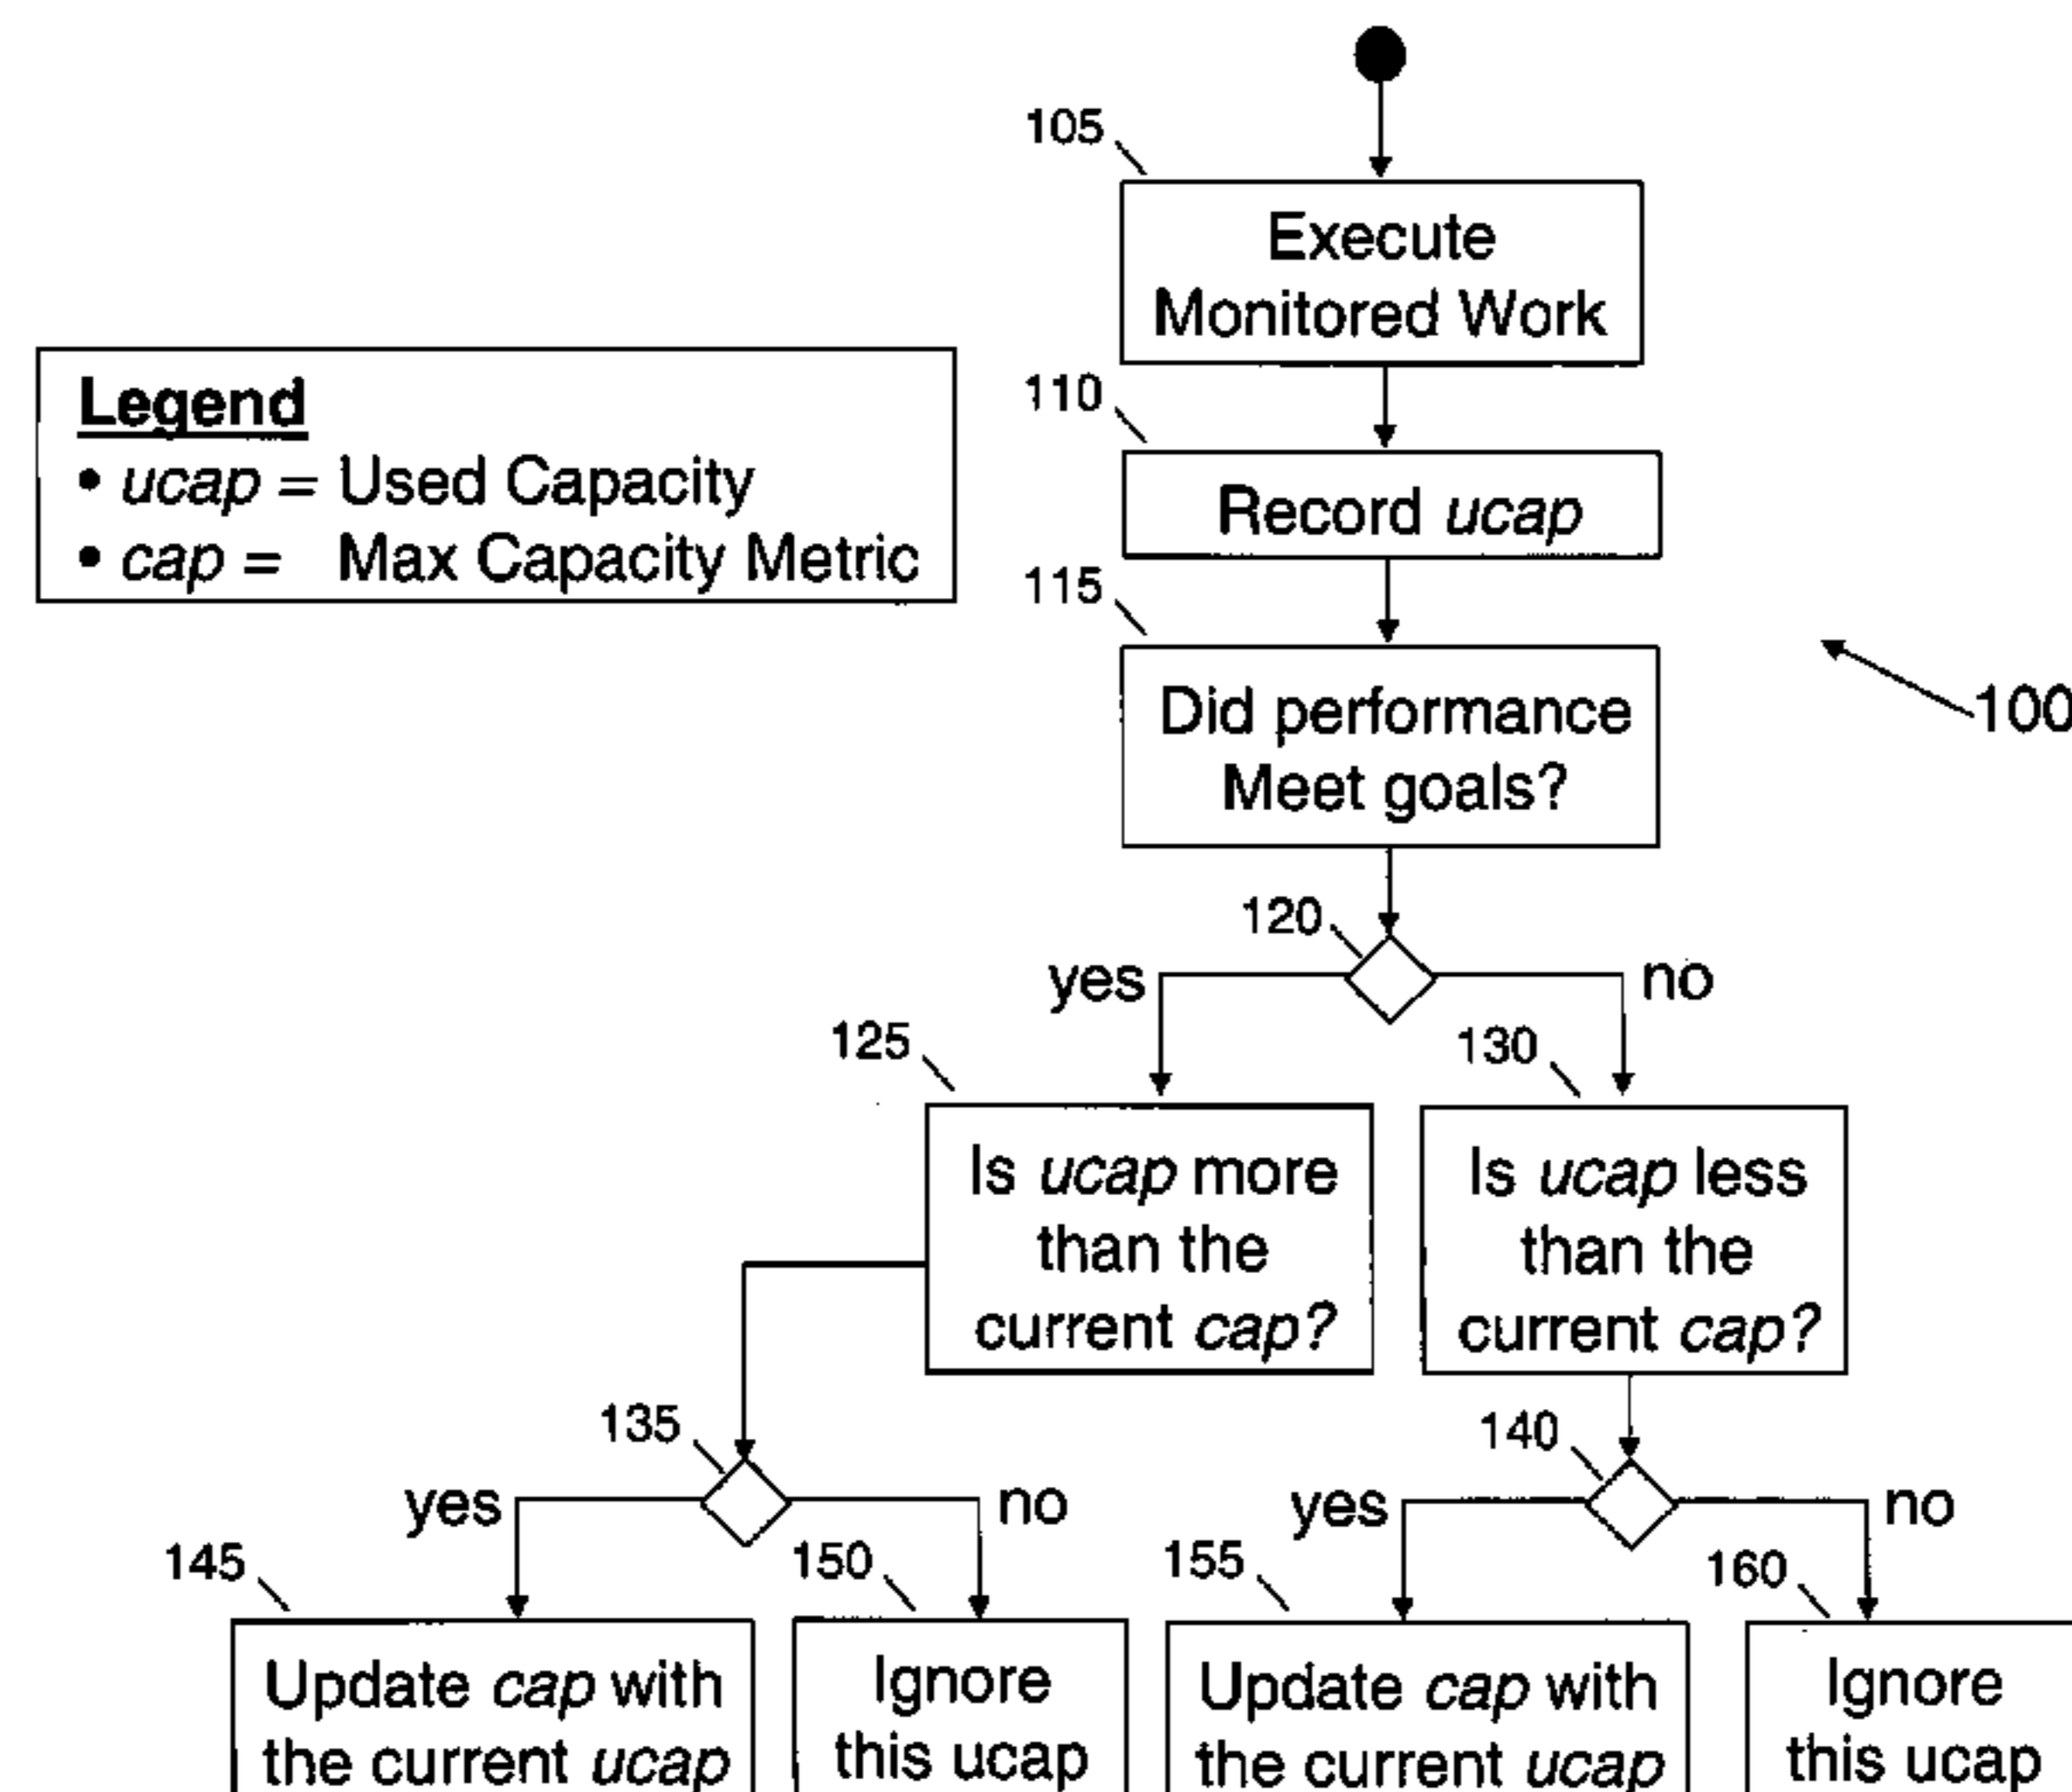 105
Execute
Monitored Work
Legend
• ucap = Used Capacity
• cap = Max Capacity Metric
110
Record ucap
115
Did performance
Meet goals?
100
120
yes
no
125
130
Is ucap more
than the
current cap?
Is ucap less
than the
current cap?
135
140
yes
no
yes
no
145
150
155
160
Update cap with
the current ucap
Ignore
this ucap
Update cap with
the current ucap
Ignore
this ucap